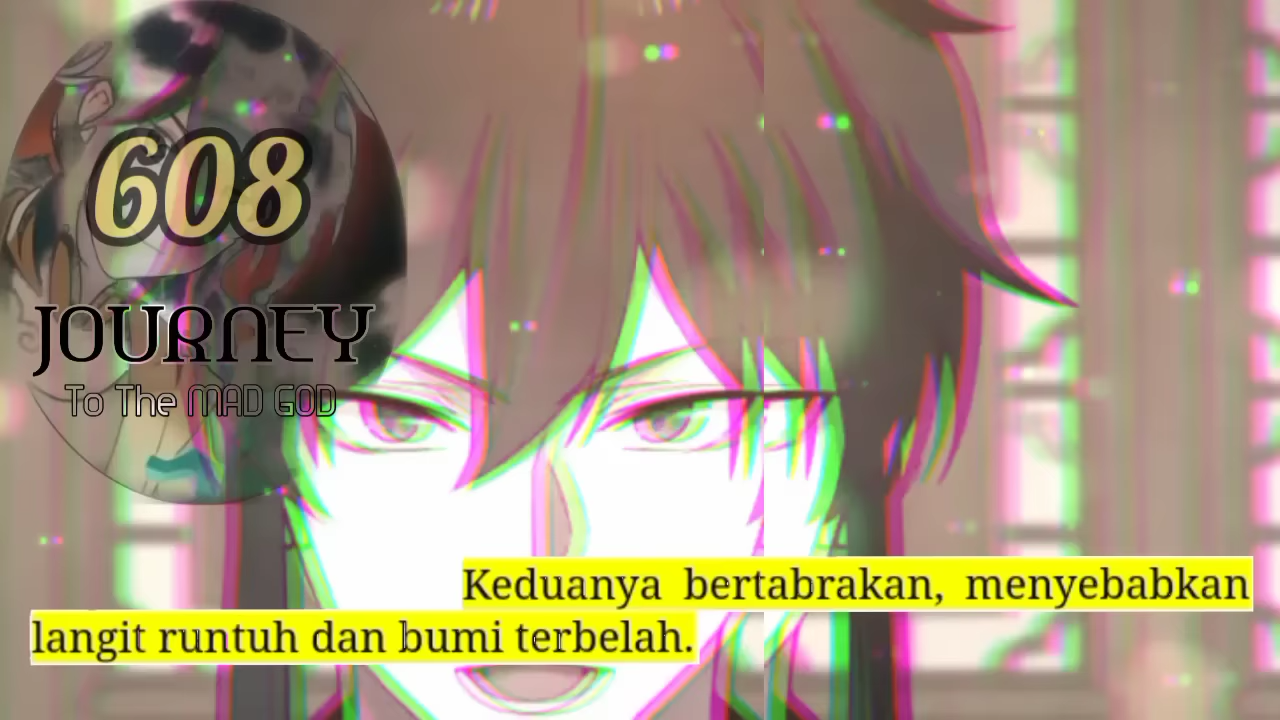 608
JOURNEY
To The MAD GOD
Keduanya bertabrakan, menyebabkan
langit runtuh dan bumi terbelah.